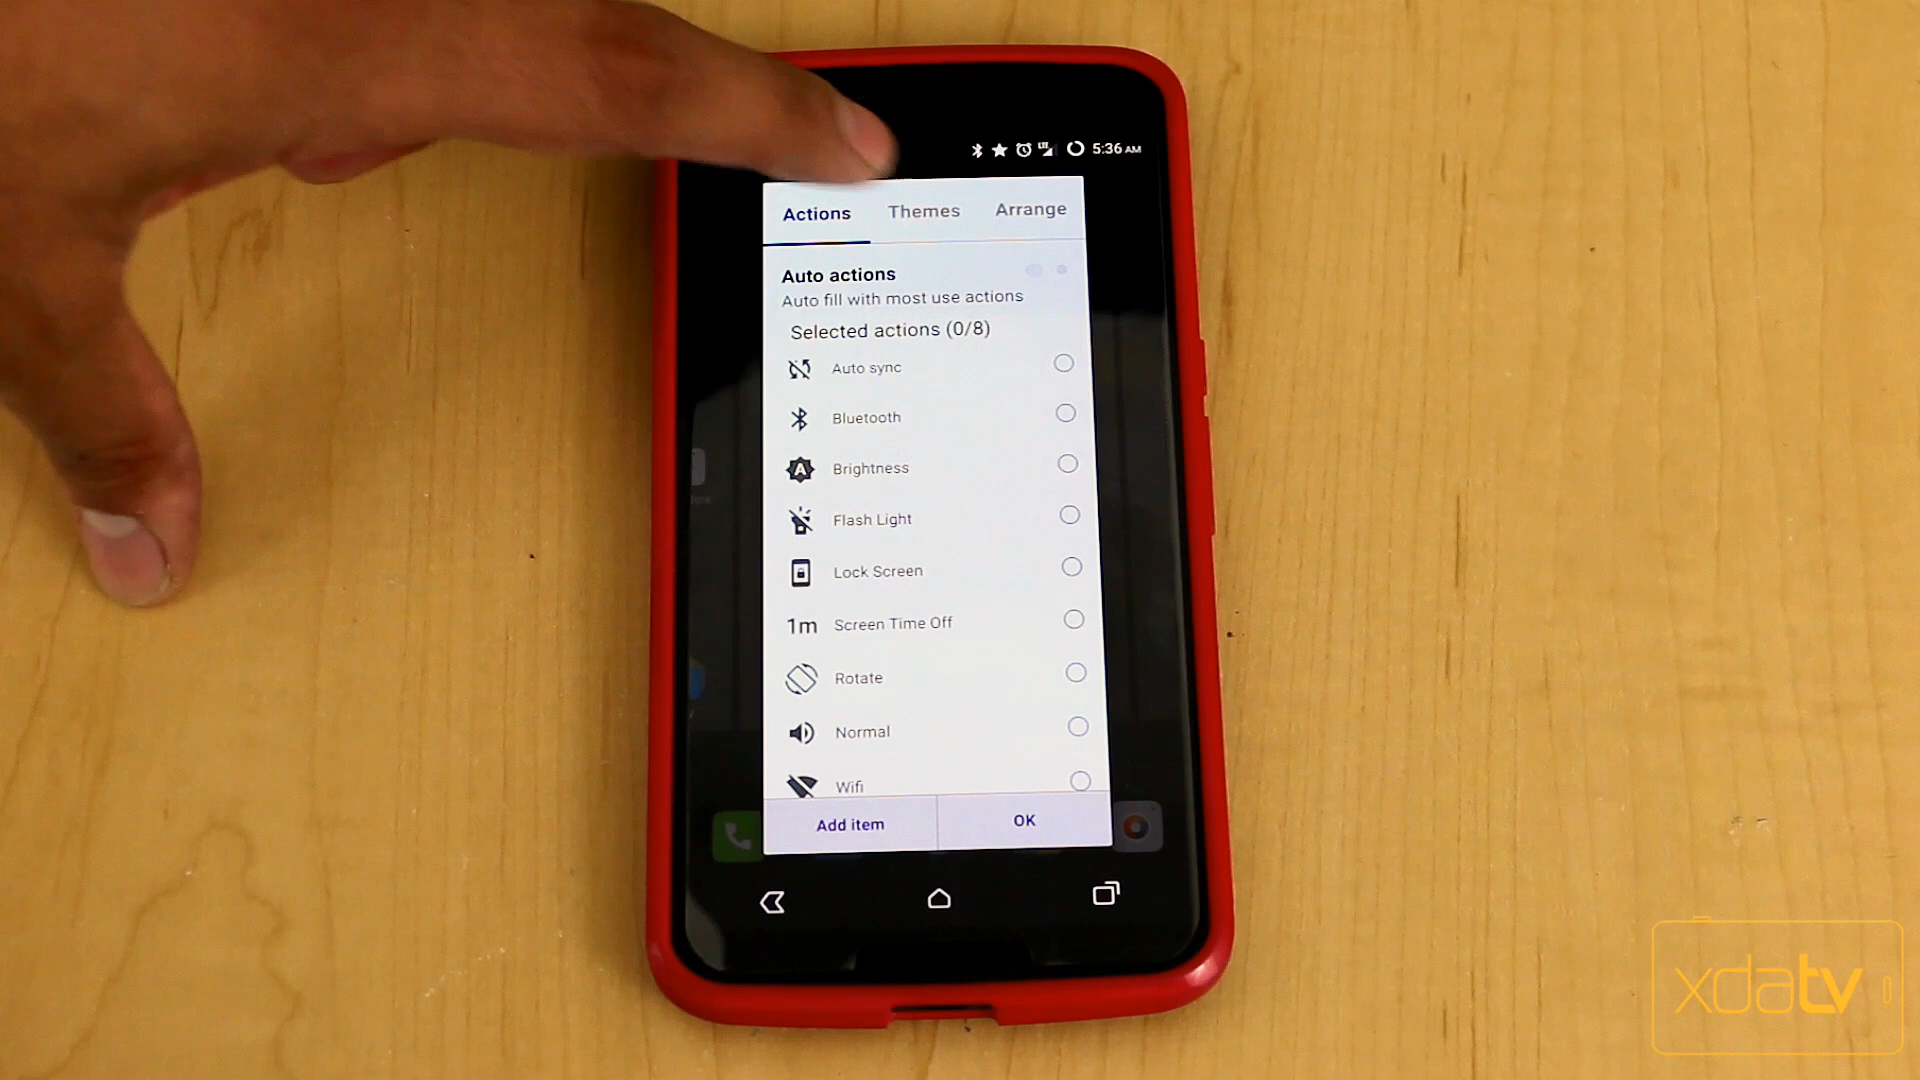 LTE 5:36 AM
Actions Themes Arrange
Auto actions
Auto fill with most use actions
Selected actions (0/8)
Auto sync
Bluetooth
A Brightness
Flash Light
Lock Screen
1m Screen Time Off
Rotate
Normal
Wifi
Add item OK
xdatv